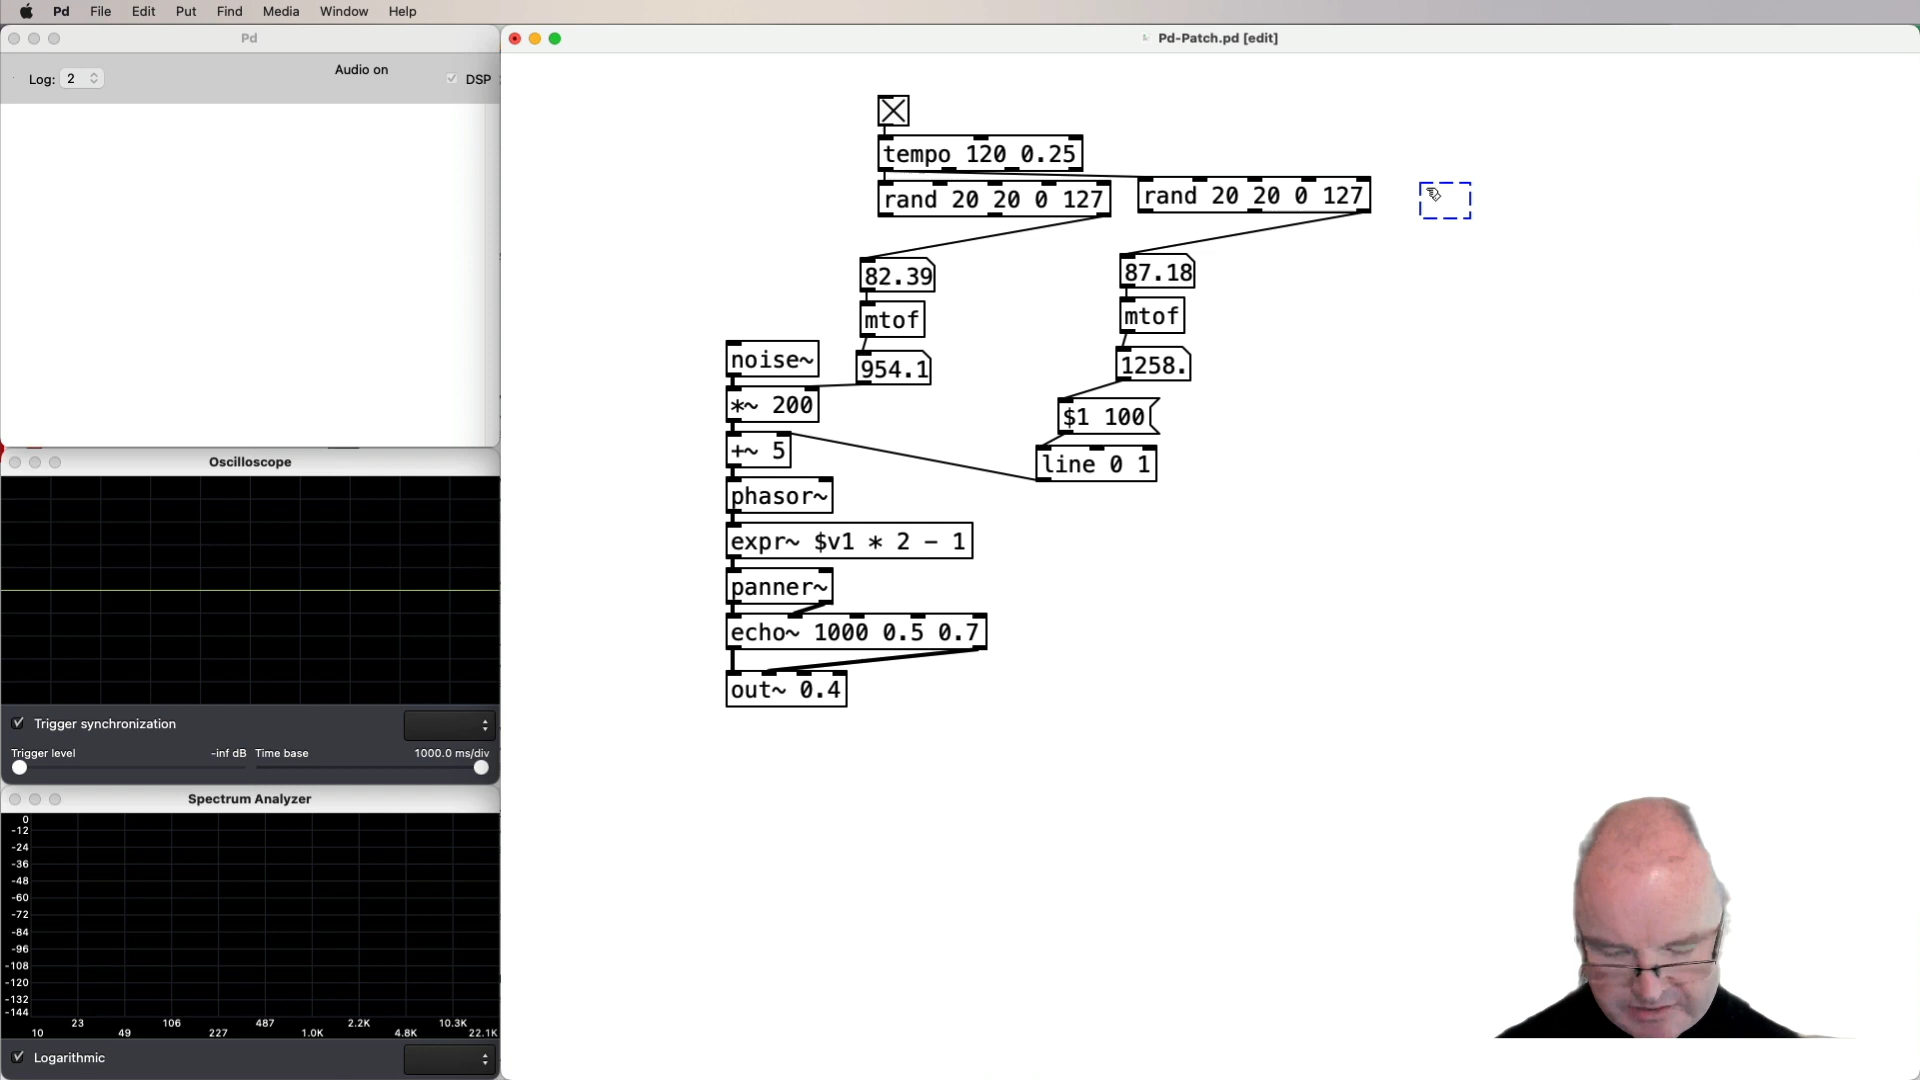 Pd File Edit Put Find Media Window Help
Pd
Log: 2
Audio on
DSP
Oscilloscope
Trigger synchronization
Trigger level -inf dB Time base 1000.0 ms/div
Spectrum Analyzer
0
-12
-24
-36
-48
-60
-72
-84
-96
-108
-120
-132
-144
10 23 49 106 227 487 1.0K 2.2K 4.8K 10.3K 22.1K
Logarithmic
Pd-Patch.pd [edit]
tempo 120 0.25
rand 20 20 0 127
rand 20 20 0 127
82.39
87.18
mtof
mtof
954.1
1258.
noise~
*~ 200
$1 100
+~ 5
line 0 1
phasor~
expr~ $v1 * 2 - 1
panner~
echo~ 1000 0.5 0.7
out~ 0.4